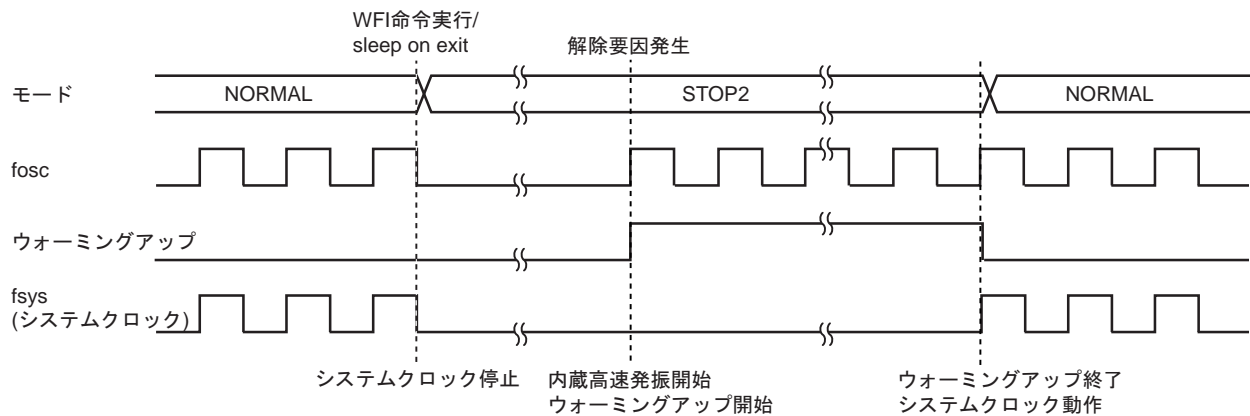 WFI命令実行/
sleep on exit
解除要因発生
モード
NORMAL
STOP2
NORMAL
fosc
ウォーミングアップ
fsys
(システムクロック)
システムクロック停止
内蔵高速発振開始
ウォーミングアップ開始
ウォーミングアップ終了
システムクロック動作